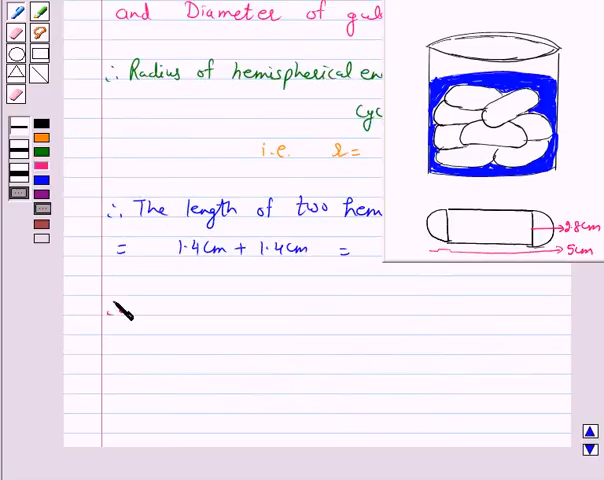 and Diameter of gul
∴ Radius of hemispherical en
cyc
i.e. r =
∴ The length of two hem
= 1.4cm + 1.4cm =
∴
2.8cm
5cm